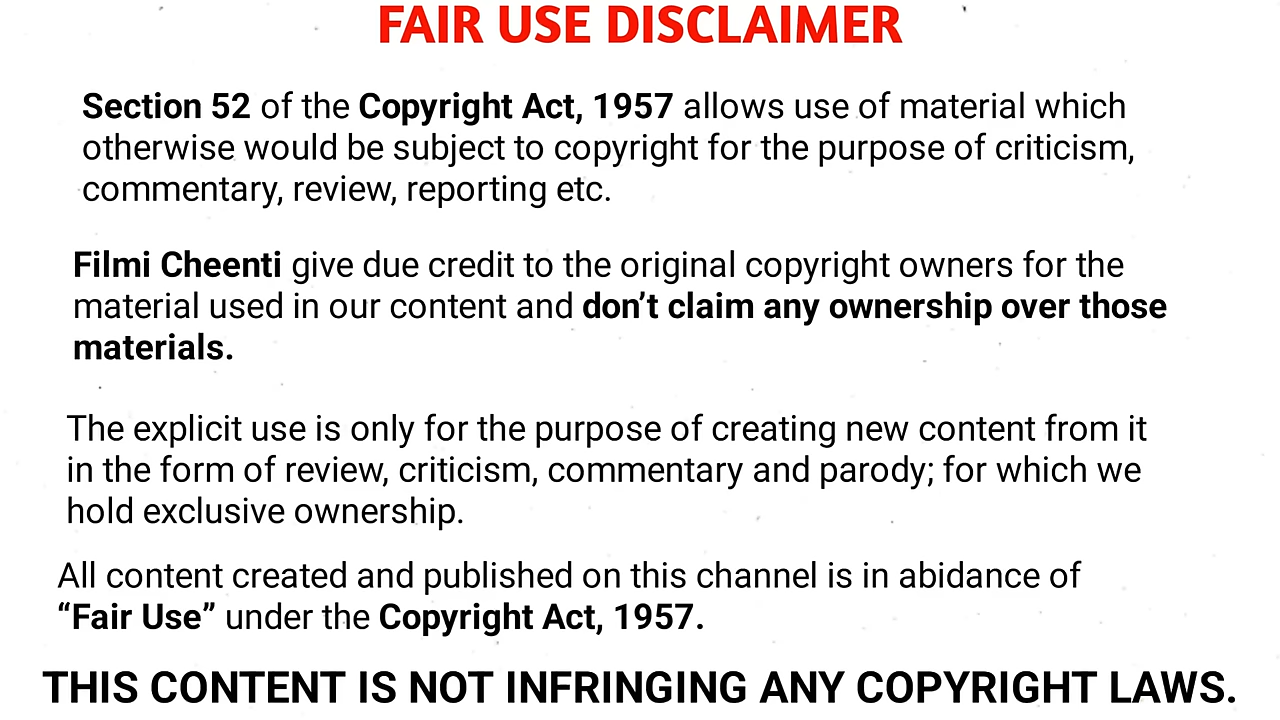 FAIR USE DISCLAIMER
Section 52 of the Copyright Act, 1957 allows use of material which
otherwise would be subject to copyright for the purpose of criticism,
commentary, review, reporting etc.
Filmi Cheenti give due credit to the original copyright owners for the
material used in our content and don’t claim any ownership over those
materials.
The explicit use is only for the purpose of creating new content from it
in the form of review, criticism, commentary and parody; for which we
hold exclusive ownership.
All content created and published on this channel is in abidance of
“Fair Use” under the Copyright Act, 1957.
THIS CONTENT IS NOT INFRINGING ANY COPYRIGHT LAWS.